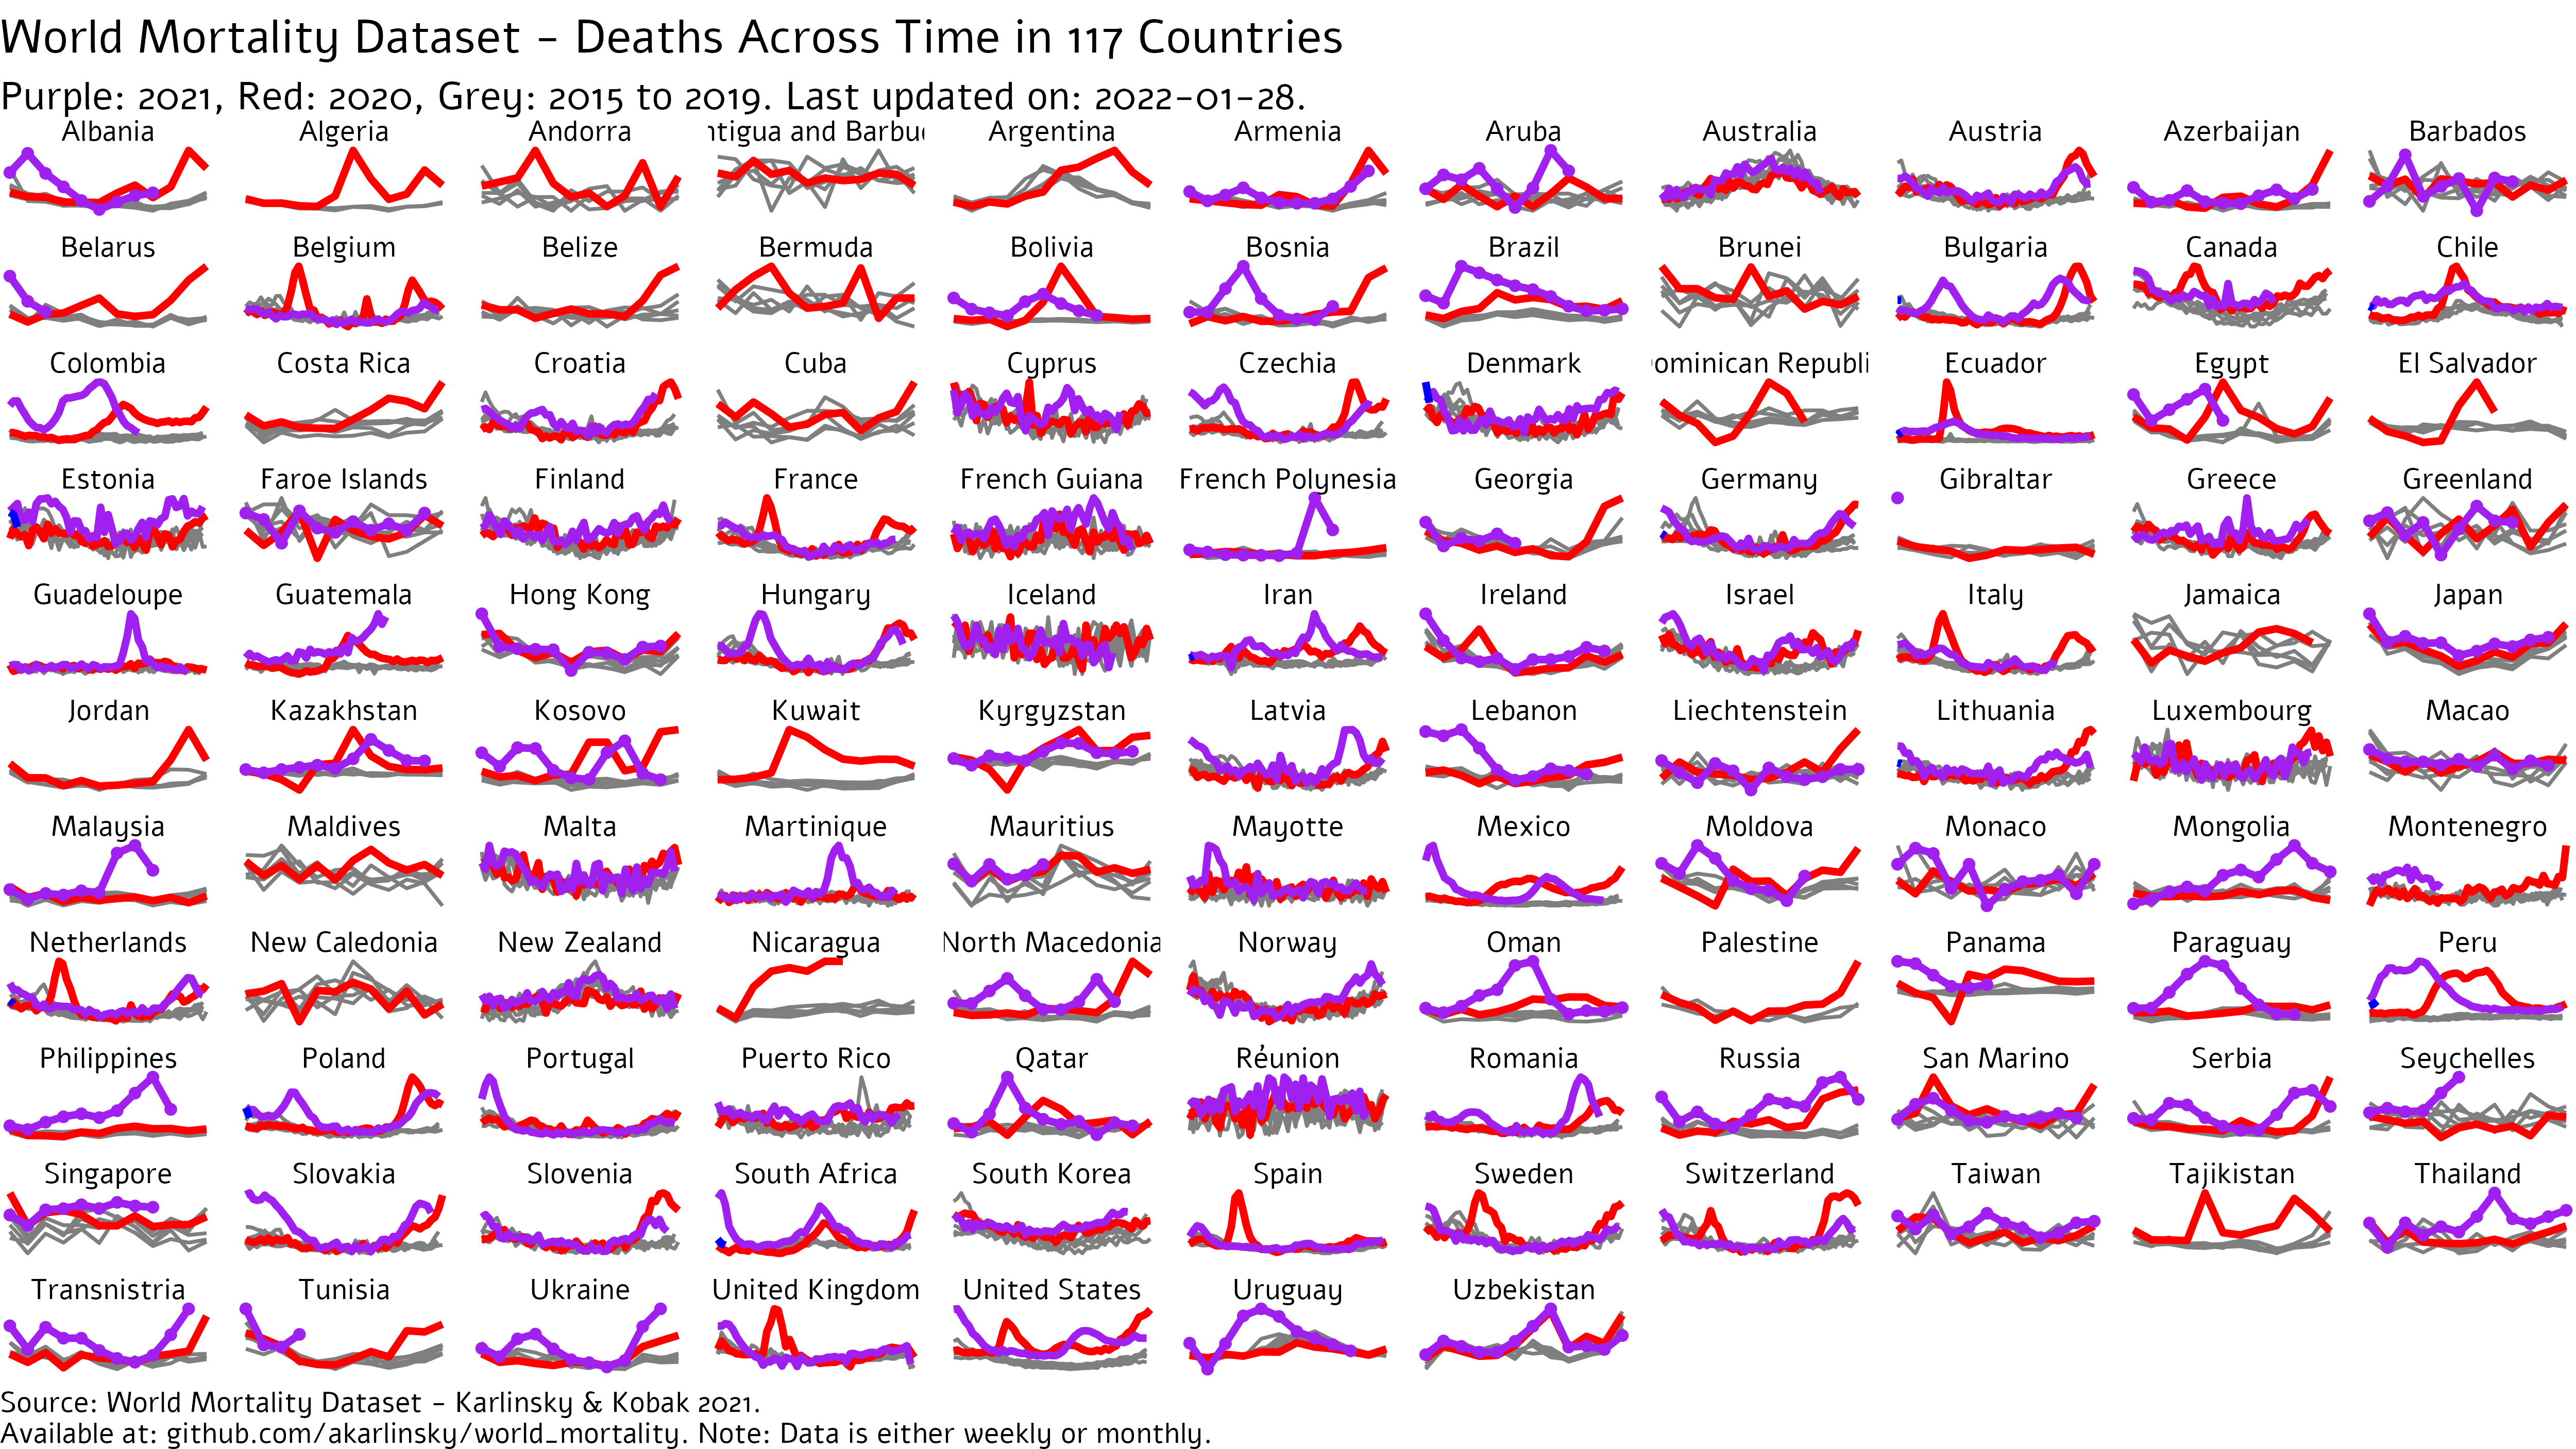 World Mortality Dataset - Deaths Across Time in 117 Countries
Purple: 2021, Red: 2020, Grey: 2015 to 2019. Last updated on: 2022-01-28.
Albania Algeria Andorra ntigua and Barbu Argentina Armenia Aruba Australia Austria Azerbaijan Barbados
Belarus Belgium Belize Bermuda Bolivia Bosnia Brazil Brunei Bulgaria Canada Chile
Colombia Costa Rica Croatia Cuba Cyprus Czechia Denmark ominican Republi Ecuador Egypt El Salvador
Estonia Faroe Islands Finland France French Guiana French Polynesia Georgia Germany Gibraltar Greece Greenland
Guadeloupe Guatemala Hong Kong Hungary Iceland Iran Ireland Israel Italy Jamaica Japan
Jordan Kazakhstan Kosovo Kuwait Kyrgyzstan Latvia Lebanon Liechtenstein Lithuania Luxembourg Macao
Malaysia Maldives Malta Martinique Mauritius Mayotte Mexico Moldova Monaco Mongolia Montenegro
Netherlands New Caledonia New Zealand Nicaragua North Macedonia Norway Oman Palestine Panama Paraguay Peru
Philippines Poland Portugal Puerto Rico Qatar Réunion Romania Russia San Marino Serbia Seychelles
Singapore Slovakia Slovenia South Africa South Korea Spain Sweden Switzerland Taiwan Tajikistan Thailand
Transnistria Tunisia Ukraine United Kingdom United States Uruguay Uzbekistan
Source: World Mortality Dataset - Karlinsky & Kobak 2021.
Available at: github.com/akarlinsky/world_mortality. Note: Data is either weekly or monthly.